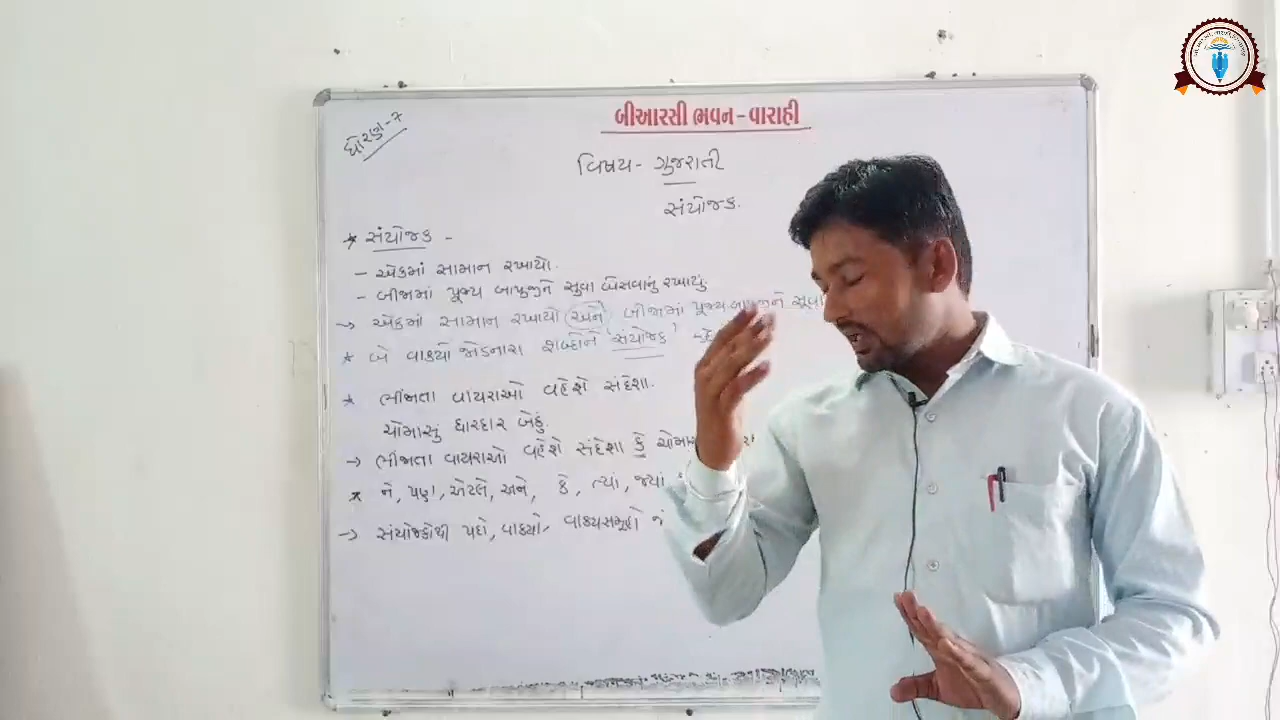 બીઆરસી ભવન - વારાહી
ધોરણ - ૭
વિષય - ગુજરાતી
સંયોજક.
* સંયોજક -
- એકમાં સામાન રખાયો.
- બીજામાં પૂજ્ય બાપુજીને સુવા બેસવાનું રખાયું.
→ એકમાં સામાન રખાયો અને બીજામાં પૂજ્ય બાપુજીને સૂવા
* બે વાક્યો જોડનારા શબ્દોને 'સંયોજક'
* ભીંજાતા વાયરાઓ વહેશે સંદેશા.
ચોમાસુ ધારદાર બેઠું.
→ ભીંજાતા વાયરાઓ વહેશે સંદેશા કે
* ને, પણ, એટલે, અને, કે, ત્યાં, જ્યાં
→ સંયોજકોથી પદો, વાક્યો, વાક્યસમૂહો